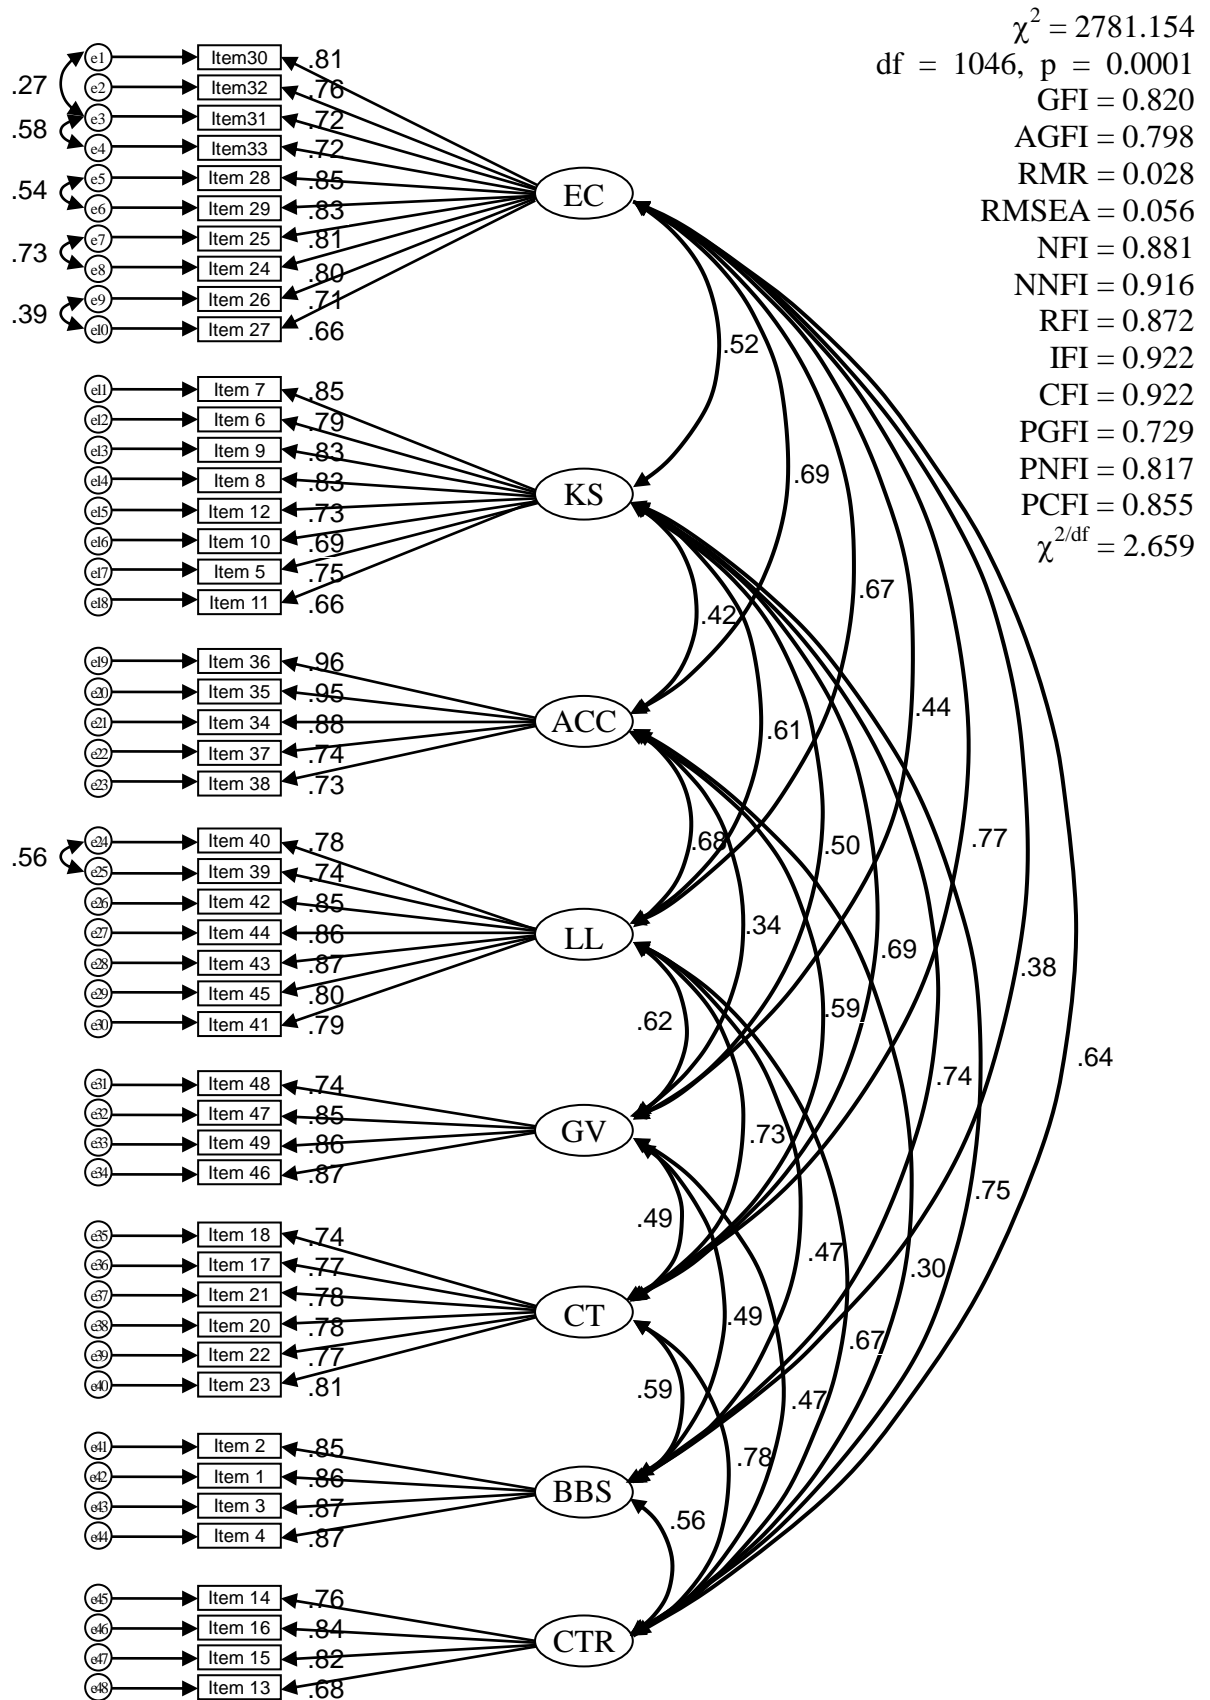 χ² = 2781.154
df = 1046, p = 0.0001
GFI = 0.820
AGFI = 0.798
RMR = 0.028
RMSEA = 0.056
NFI = 0.881
NNFI = 0.916
RFI = 0.872
IFI = 0.922
CFI = 0.922
PGFI = 0.729
PNFI = 0.817
PCFI = 0.855
χ^2/df = 2.659
e1 Item30 .81
e2 Item32 .76
e3 Item31 .72
e4 Item33 .72
e5 Item 28 .85
e6 Item 29 .83
e7 Item 25 .81
e8 Item 24 .80
e9 Item 26 .71
e10 Item 27 .66
.27
.58
.54
.73
.39
EC
e11 Item 7 .85
e12 Item 6 .79
e13 Item 9 .83
e14 Item 8 .83
e15 Item 12 .73
e16 Item 10 .69
e17 Item 5 .75
e18 Item 11 .66
KS
e19 Item 36 .96
e20 Item 35 .95
e21 Item 34 .88
e22 Item 37 .74
e23 Item 38 .73
ACC
e24 Item 40 .78
e25 Item 39 .74
e26 Item 42 .85
e27 Item 44 .86
e28 Item 43 .87
e29 Item 45 .80
e30 Item 41 .79
.56
LL
e31 Item 48 .74
e32 Item 47 .85
e33 Item 49 .86
e34 Item 46 .87
GV
e35 Item 18 .74
e36 Item 17 .77
e37 Item 21 .78
e38 Item 20 .78
e39 Item 22 .77
e40 Item 23 .81
CT
e41 Item 2 .85
e42 Item 1 .86
e43 Item 3 .87
e44 Item 4 .87
BBS
e45 Item 14 .76
e46 Item 16 .84
e47 Item 15 .82
e48 Item 13 .68
CTR
.52
.69
.67
.42
.44
.61
.77
.68
.50
.34
.69
.38
.62
.59
.64
.74
.73
.75
.49
.47
.30
.49
.67
.59
.47
.78
.56